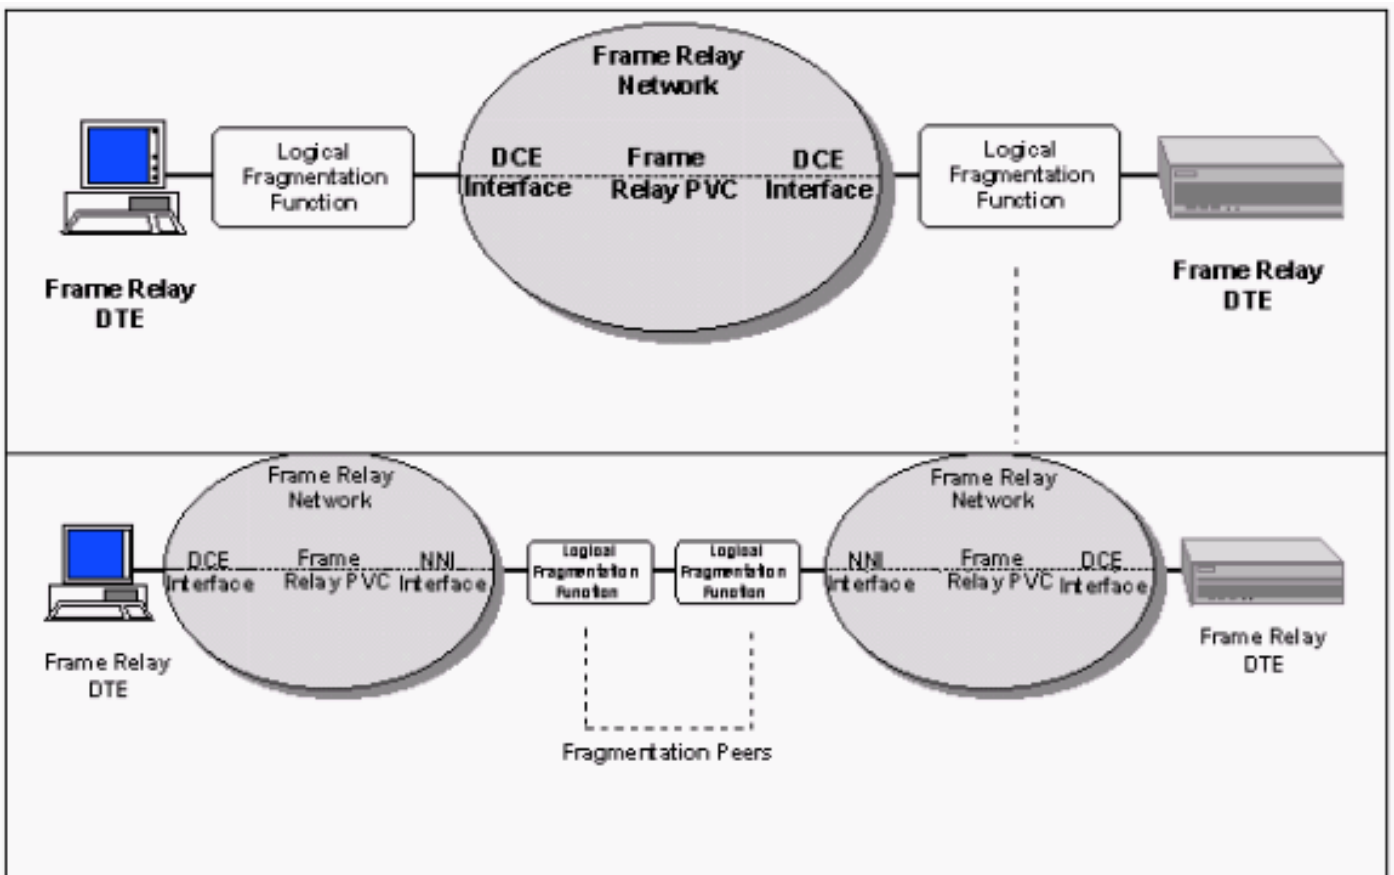 Frame Relay
Network
Logical
Fragmentation
Function
DCE
Interface
Frame
Relay PVC
DCE
Interface
Logical
Fragmentation
Function
Frame Relay
DTE
Frame Relay
DTE
Frame Relay
Network
DCE
Interface
Frame
Relay PVC
NNI
Interface
Logical
Fragmentation
Function
Logical
Fragmentation
Function
Frame Relay
Network
NNI
Interface
Frame
Relay PVC
DCE
Interface
Frame Relay
DTE
Frame Relay
DTE
Fragmentation Peers